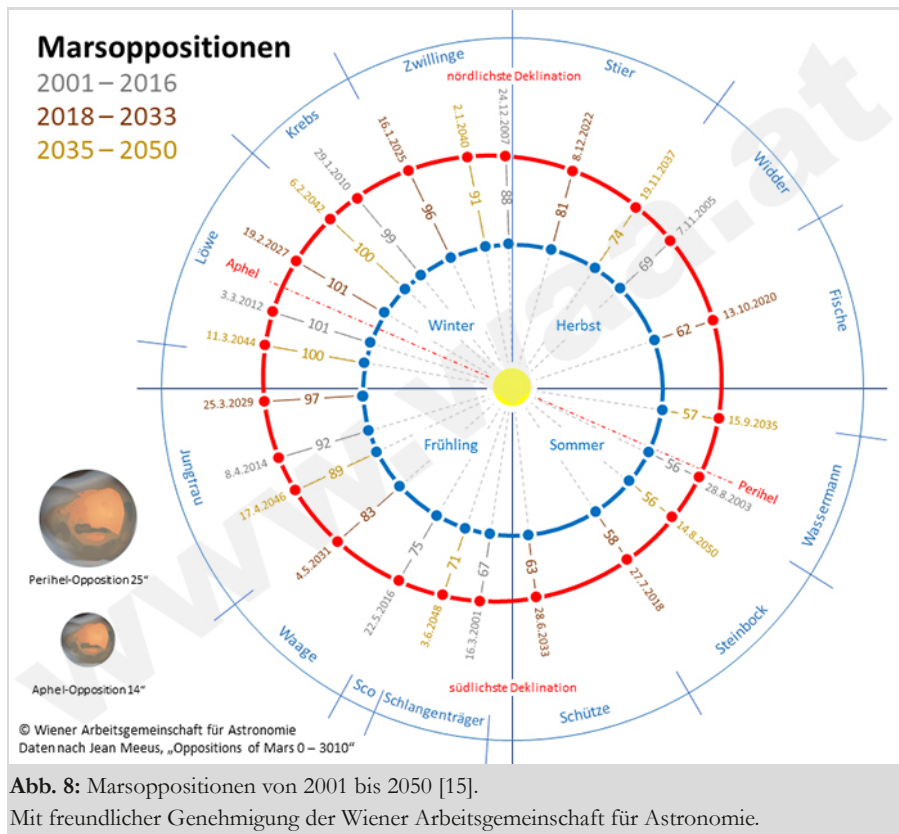 Marsoppositionen
2001 – 2016
2018 – 2033
2035 – 2050
Zwillinge
Stier
Widder
Fische
Wassermann
Steinbock
Schütze
Schlangenträger
Sco
Waage
Jungfrau
Löwe
Krebs
nördlichste Deklination
24.12.2007
88
8.12.2022
81
19.11.2037
74
7.11.2005
69
13.10.2020
62
15.9.2035
57
Perihel
28.8.2003
56
14.8.2050
56
27.7.2018
58
28.6.2033
63
südlichste Deklination
16.3.2001
67
3.6.2048
71
22.5.2016
75
4.5.2031
83
17.4.2046
89
8.4.2014
92
25.3.2029
97
11.3.2044
100
3.3.2012
101
Aphel
19.2.2027
101
6.2.2042
100
29.1.2010
99
16.1.2025
96
2.1.2040
91
Winter
Herbst
Frühling
Sommer
Perihel-Opposition 25“
Aphel-Opposition 14“
www.waa.at
© Wiener Arbeitsgemeinschaft für Astronomie
Daten nach Jean Meeus, „Oppositions of Mars 0 – 3010“
Abb. 8: Marsoppositionen von 2001 bis 2050 [15].
Mit freundlicher Genehmigung der Wiener Arbeitsgemeinschaft für Astronomie.